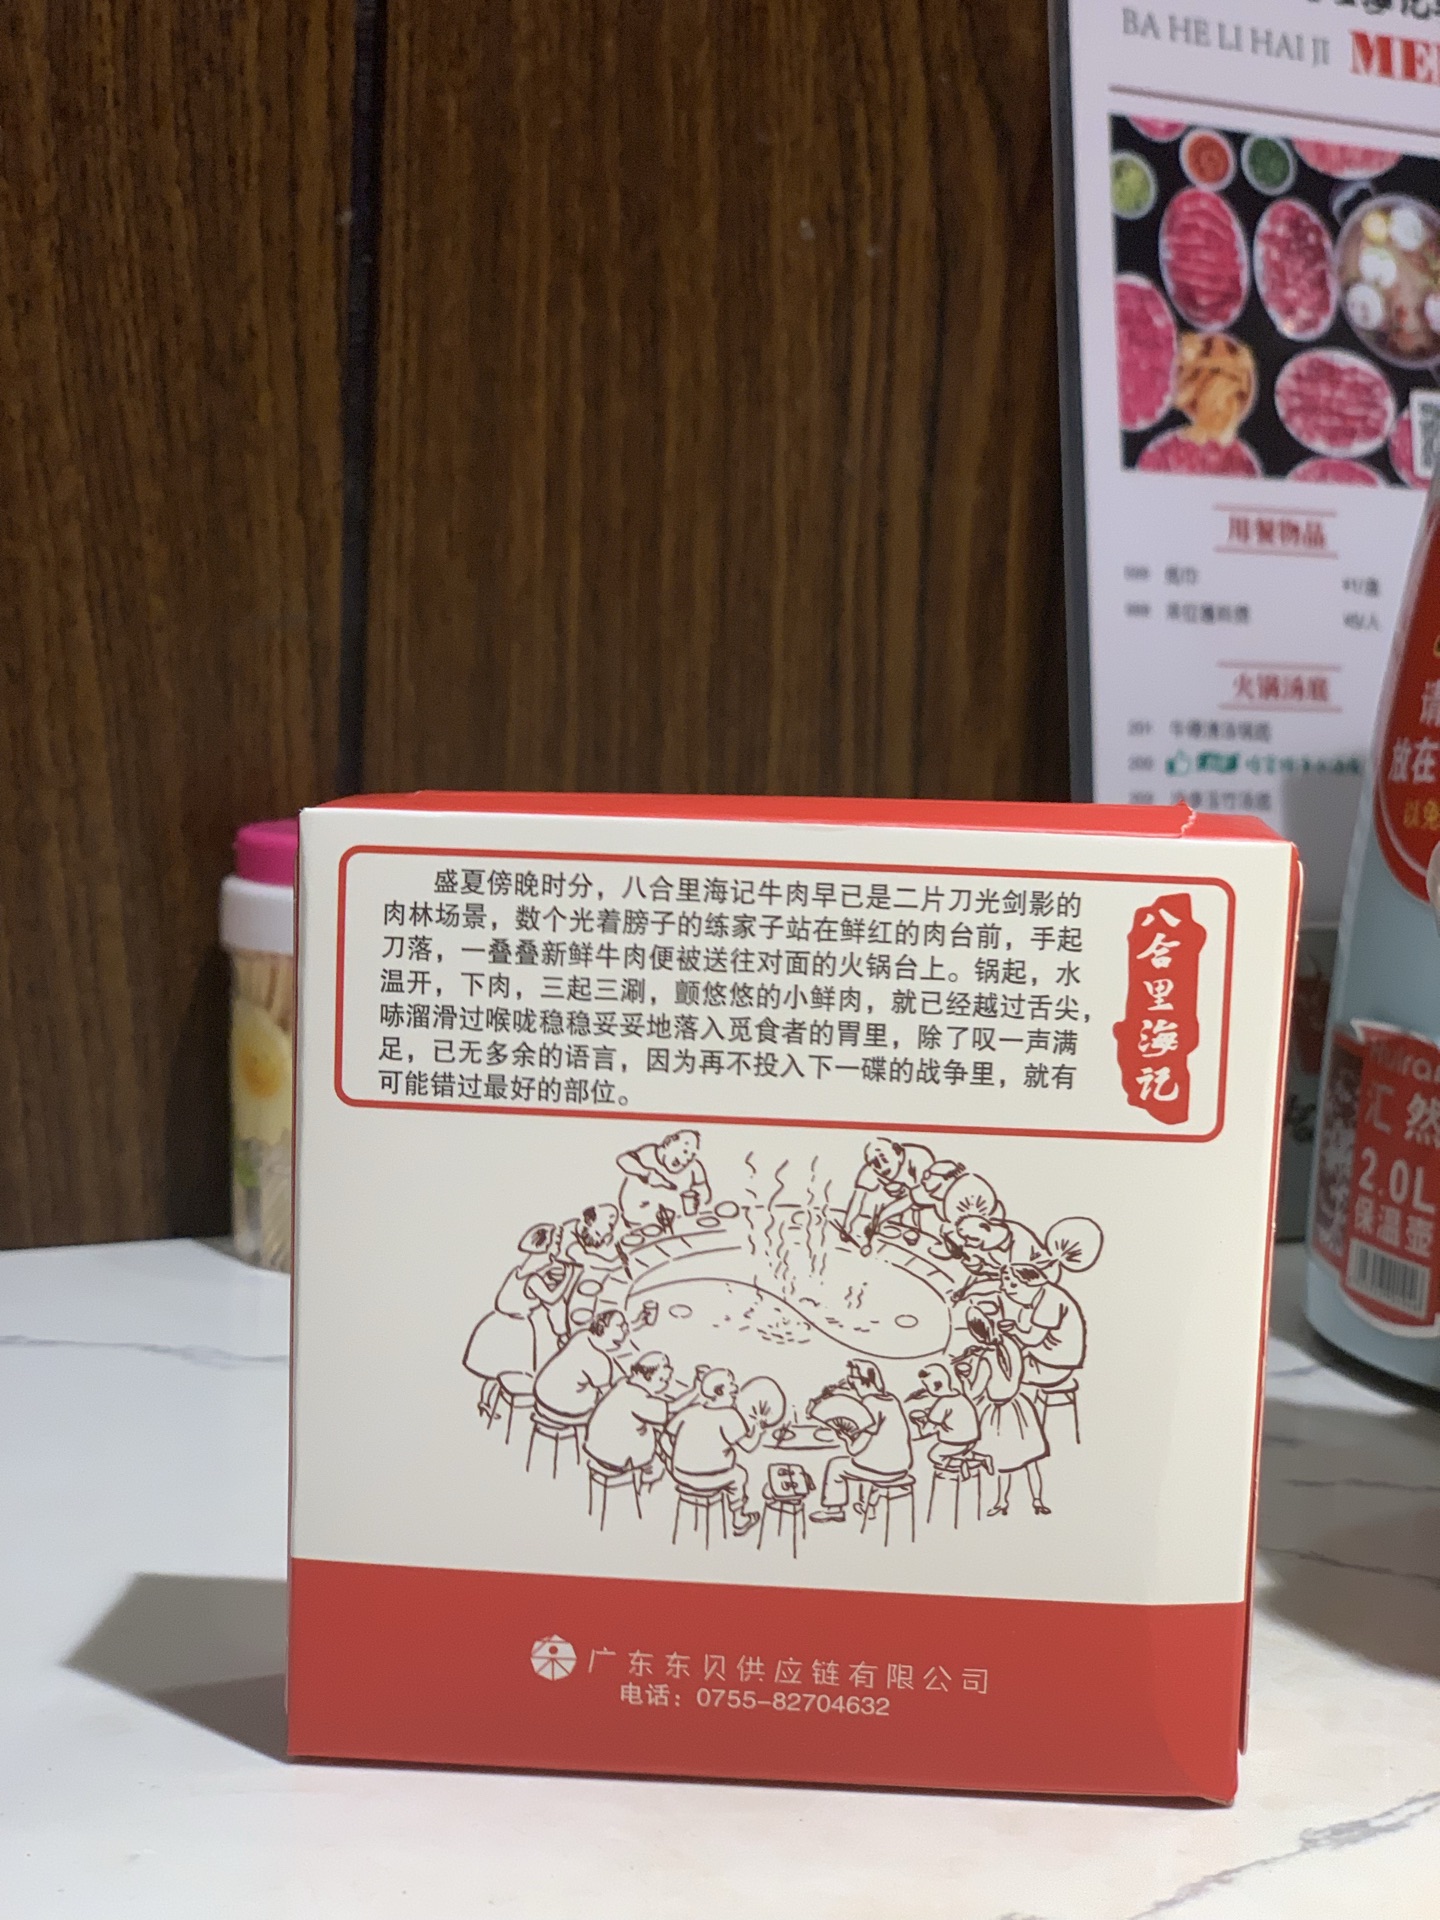 BA HE LI HAI JI
用餐物品
火锅汤底
盛夏傍晚时分，八合里海记牛肉早已是二片刀光剑影的
肉林场景，数个光着膀子的练家子站在鲜红的肉台前，手起
刀落，一叠叠新鲜牛肉便被送往对面的火锅台上。锅起，水
温开，下肉，三起三涮，颤悠悠的小鲜肉，就已经越过舌尖，
哧溜滑过喉咙稳稳妥妥地落入觅食者的胃里，除了叹一声满
足，已无多余的语言，因为再不投入下一碟的战争里，就有
可能错过最好的部位。
八合里海记
放在
汇然
2.0L
保温壶
广东东贝供应链有限公司
电话：0755-82704632